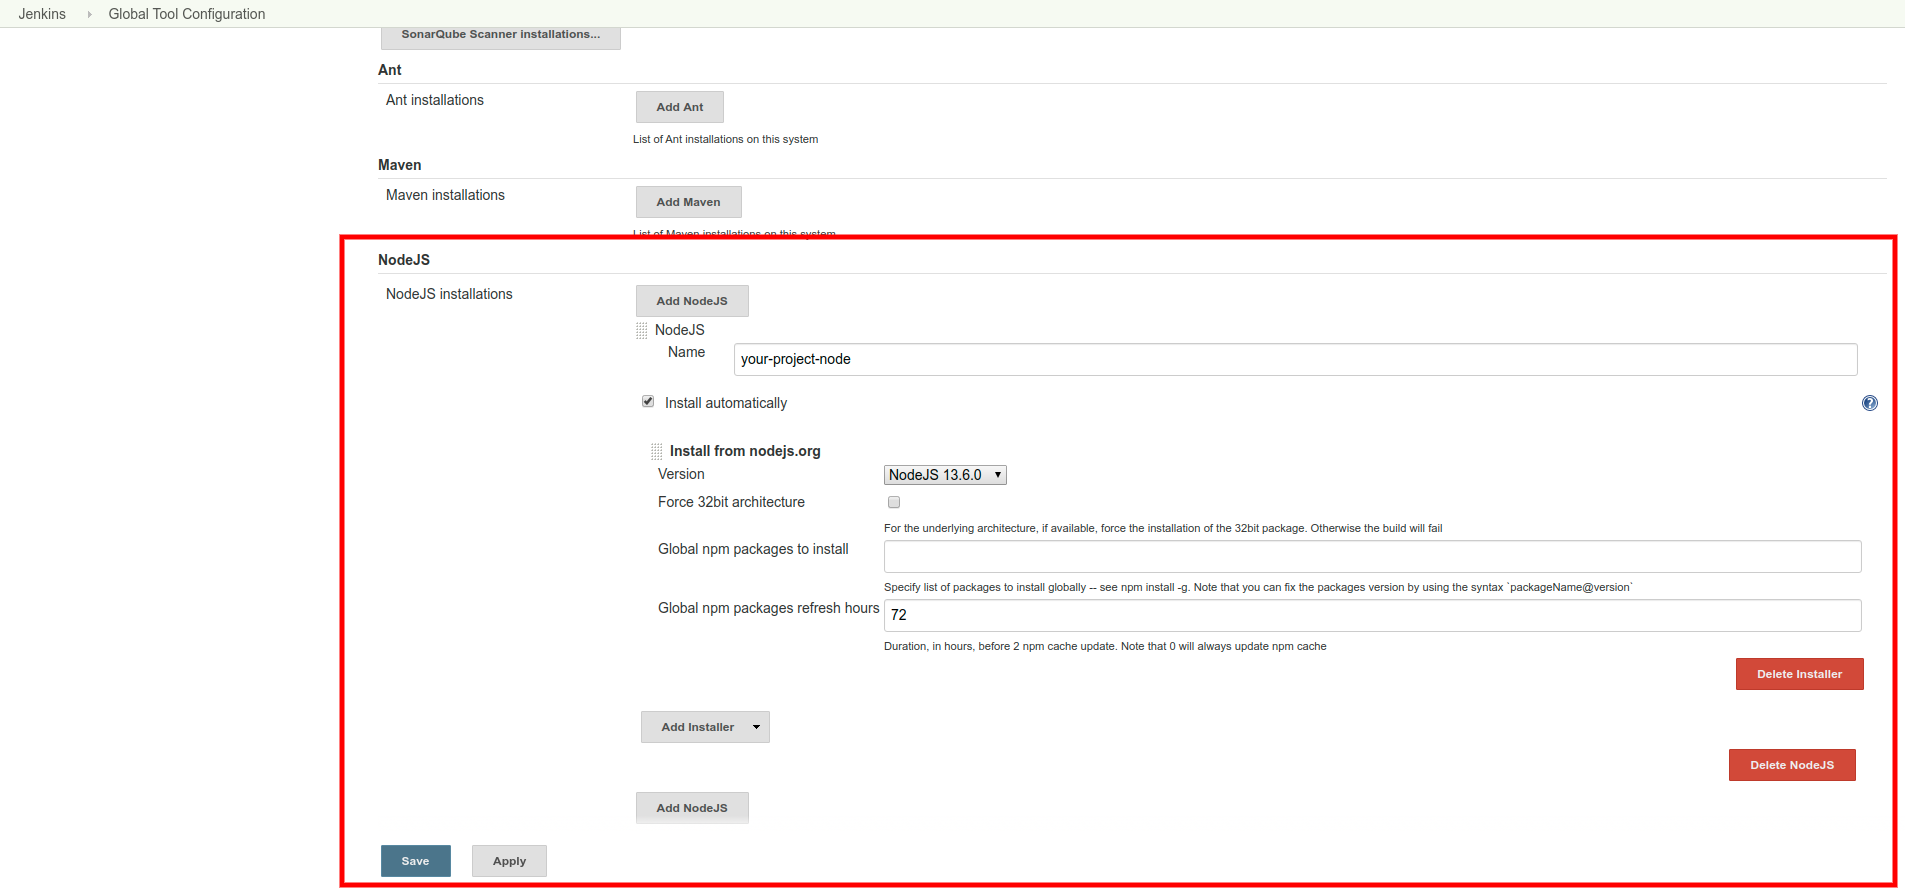 Jenkins Global Tool Configuration
SonarQube Scanner installations...
Ant
Ant installations
Add Ant
List of Ant installations on this system
Maven
Maven installations
Add Maven
List of Maven installations on this system
NodeJS
NodeJS installations
Add NodeJS
NodeJS
Name
your-project-node
Install automatically
Install from nodejs.org
Version
NodeJS 13.6.0
Force 32bit architecture
For the underlying architecture, if available, force the installation of the 32bit package. Otherwise the build will fail
Global npm packages to install
Specify list of packages to install globally -- see npm install -g. Note that you can fix the packages version by using the syntax `packageName@version`
Global npm packages refresh hours
72
Duration, in hours, before 2 npm cache update. Note that 0 will always update npm cache
Delete Installer
Add Installer
Delete NodeJS
Add NodeJS
Save
Apply